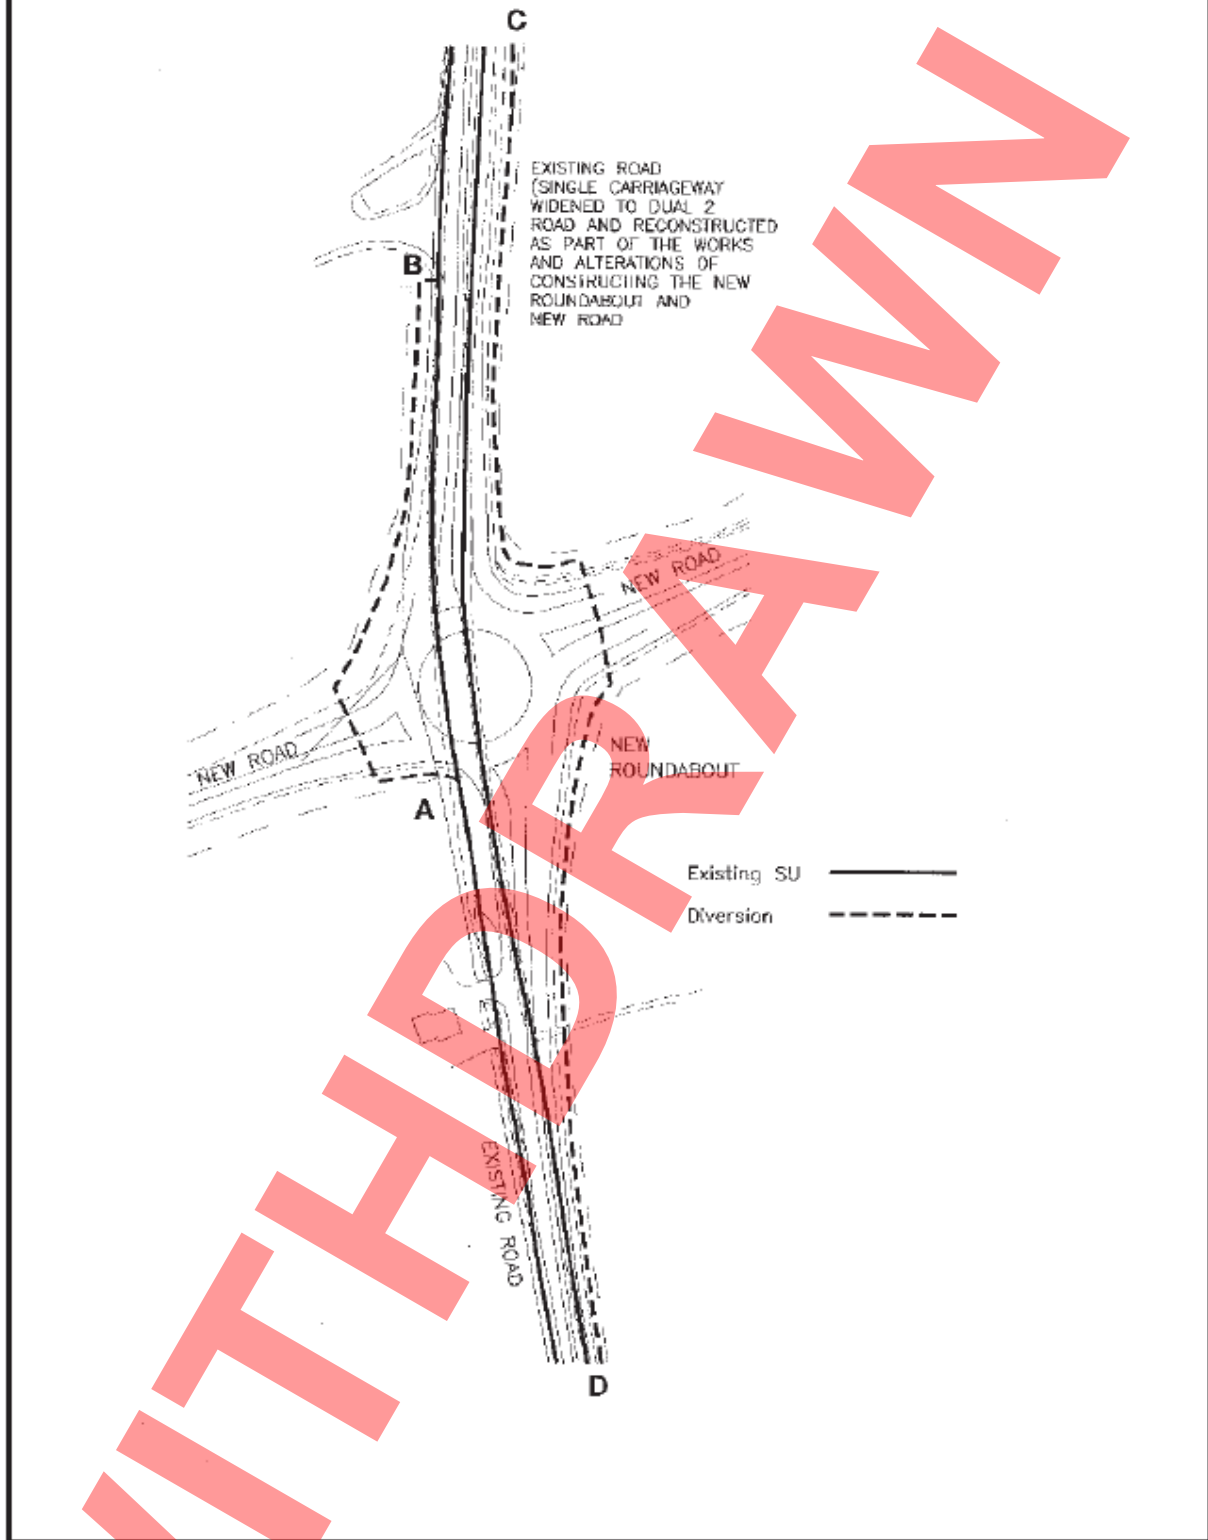 C
EXISTING ROAD
(SINGLE CARRIAGEWAY
WIDENED TO DUAL 2
ROAD AND RECONSTRUCTED
AS PART OF THE WORKS
AND ALTERATIONS OF
CONSTRUCTING THE NEW
ROUNDABOUT AND
NEW ROAD
B
NEW ROAD
NEW ROAD
NEW
ROUNDABOUT
A
Existing SU
Diversion
EXISTING ROAD
D
WITHDRAWN